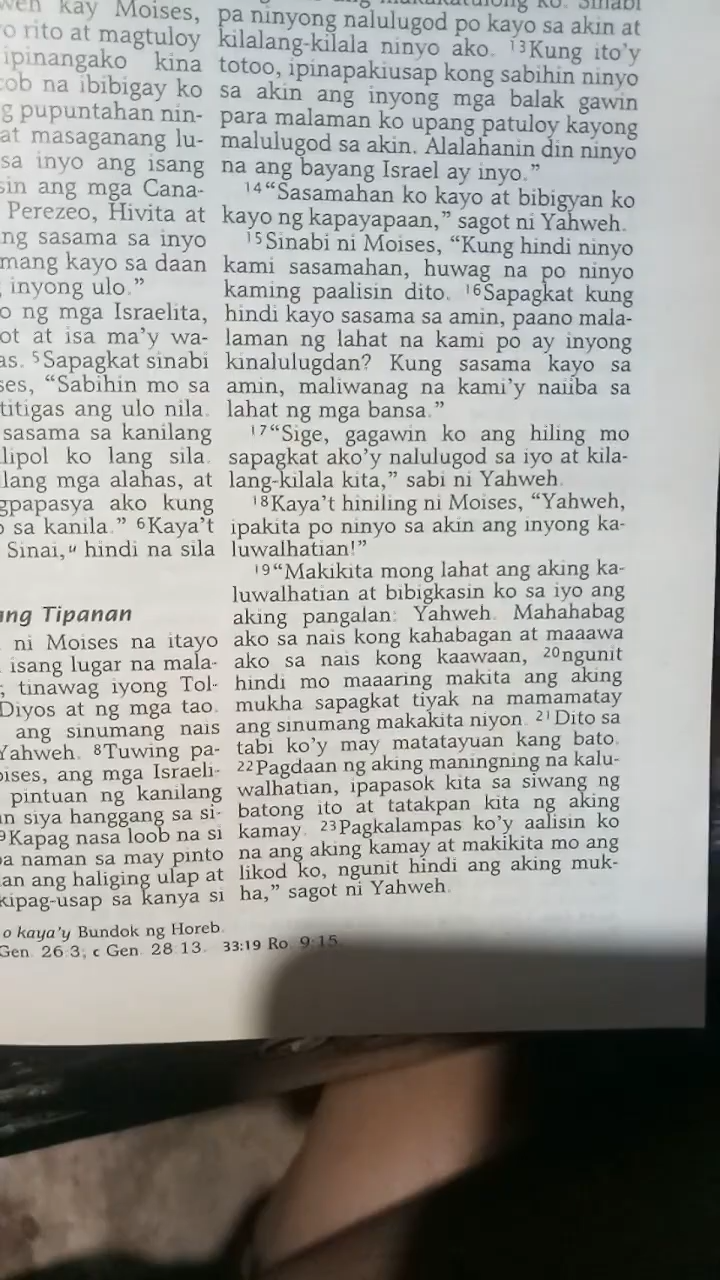 kay Moises,
o rito at magtuloy
ipinangako kina
cob na ibibigay ko
g pupuntahan nin-
at masaganang lu-
sa inyo ang isang
sin ang mga Cana-
Perezeo, Hivita at
ng sasama sa inyo
mang kayo sa daan
inyong ulo.”
o ng mga Israelita,
ot at isa ma’y wa-
as. 5Sapagkat sinabi
ses, “Sabihin mo sa
titigas ang ulo nila.
sasama sa kanilang
lipol ko lang sila.
lang mga alahas, at
gpapasya ako kung
o sa kanila.” 6Kaya’t
Sinai,u hindi na sila
ang Tipanan
ni Moises na itayo
isang lugar na mala-
; tinawag iyong Tol-
Diyos at ng mga tao.
ang sinumang nais
Yahweh. 8Tuwing pa-
oises, ang mga Israeli-
pintuan ng kanilang
an siya hanggang sa si-
9Kapag nasa loob na si
pa naman sa may pinto
an ang haliging ulap at
kipag-usap sa kanya si
pa ninyong nalulugod po kayo sa akin at
kilalang-kilala ninyo ako. 13Kung ito’y
totoo, ipinapakiusap kong sabihin ninyo
sa akin ang inyong mga balak gawin
para malaman ko upang patuloy kayong
malulugod sa akin. Alalahanin din ninyo
na ang bayang Israel ay inyo.”
14“Sasamahan ko kayo at bibigyan ko
kayo ng kapayapaan,” sagot ni Yahweh.
15Sinabi ni Moises, “Kung hindi ninyo
kami sasamahan, huwag na po ninyo
kaming paalisin dito. 16Sapagkat kung
hindi kayo sasama sa amin, paano mala-
laman ng lahat na kami po ay inyong
kinalulugdan? Kung sasama kayo sa
amin, maliwanag na kami’y naiiba sa
lahat ng mga bansa.”
17“Sige, gagawin ko ang hiling mo
sapagkat ako’y nalulugod sa iyo at kila-
lang-kilala kita,” sabi ni Yahweh.
18Kaya’t hiniling ni Moises, “Yahweh,
ipakita po ninyo sa akin ang inyong ka-
luwalhatian!”
19“Makikita mong lahat ang aking ka-
luwalhatian at bibigkasin ko sa iyo ang
aking pangalan: Yahweh. Mahahabag
ako sa nais kong kahabagan at maaawa
ako sa nais kong kaawaan, 20ngunit
hindi mo maaaring makita ang aking
mukha sapagkat tiyak na mamamatay
ang sinumang makakita niyon. 21Dito sa
tabi ko’y may matatayuan kang bato.
22Pagdaan ng aking maningning na kalu-
walhatian, ipapasok kita sa siwang ng
batong ito at tatakpan kita ng aking
kamay. 23Pagkalampas ko’y aalisin ko
na ang aking kamay at makikita mo ang
likod ko, ngunit hindi ang aking muk-
ha,” sagot ni Yahweh.
o kaya’y Bundok ng Horeb.
Gen. 26:3; c Gen. 28:13. 33:19 Ro. 9:15.